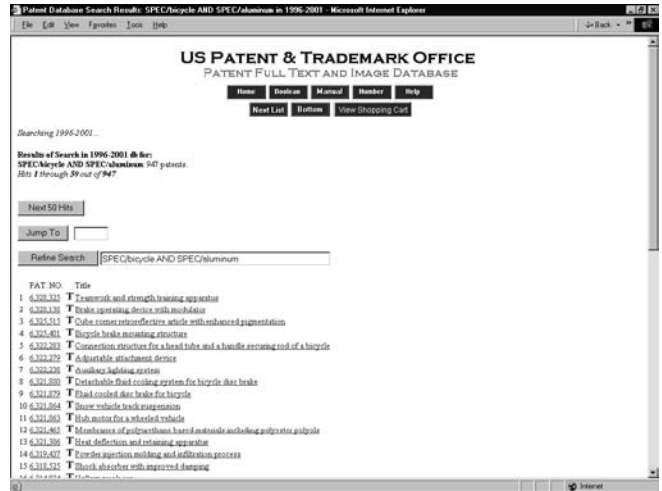 Patent Database Search Results: SPEC/bicycle AND SPEC/aluminum in 1996-2001 - Microsoft Internet Explorer
File Edit View Favorites Tools Help
Back
US PATENT & TRADEMARK OFFICE
PATENT FULL TEXT AND IMAGE DATABASE
Home Boolean Manual Number Help
Next List Bottom View Shopping Cart
Searching 1996-2001...
Results of Search in 1996-2001 db for:
SPEC/bicycle AND SPEC/aluminum: 947 patents.
Hits 1 through 50 out of 947
Next 50 Hits
Jump To
Refine Search SPEC/bicycle AND SPEC/aluminum
PAT. NO. Title
1 6,328,325 T Teamwork and strength training apparatus
2 6,328,138 T Brake operating device with modulator
3 6,325,515 T Cube corner retroreflective article with enhanced pigmentation
4 6,325,401 T Bicycle brake mounting structure
5 6,322,283 T Connection structure for a head tube and a handle securing rod of a bicycle
6 6,322,279 T Adjustable attachment device
7 6,322,238 T Auxiliary lighting system
8 6,321,880 T Detachable fluid cooling system for bicycle disc brake
9 6,321,879 T Fluid cooled disc brake for bicycle
10 6,321,864 T Snow vehicle track suspension
11 6,321,863 T Hub motor for a wheeled vehicle
12 6,321,465 T Membranes of polyurethane based materials including polyester polyols
13 6,321,386 T Heat deflection and retaining apparatus
14 6,319,437 T Powder injection molding and infiltration process
15 6,318,525 T Shock absorber with improved damping
Internet